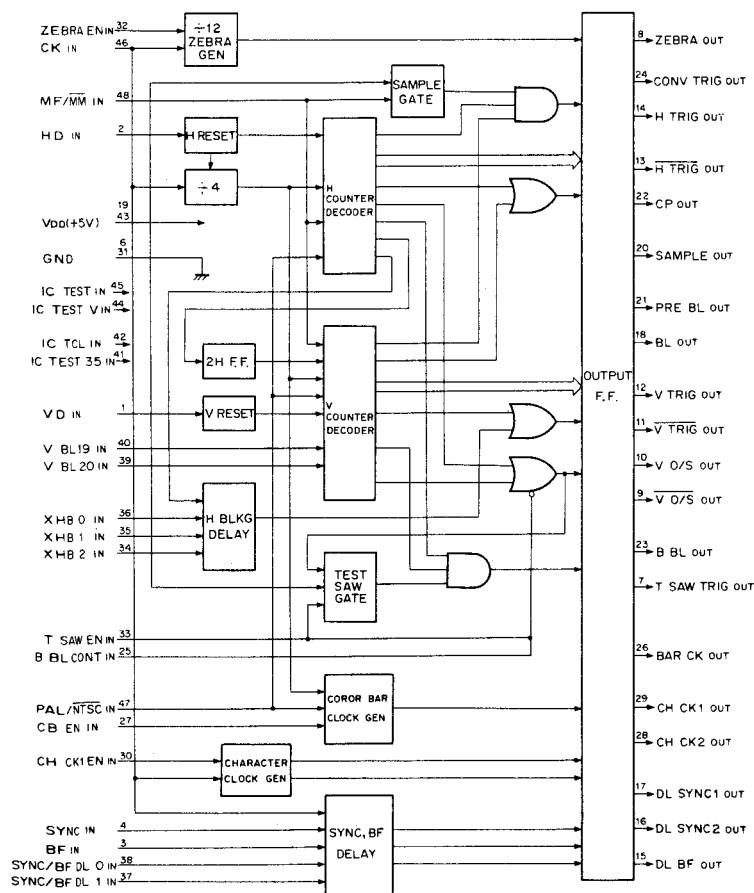 ZEBRA EN IN 32
CK IN 46
÷12 ZEBRA GEN
MF/M̅M̅ IN 48
SAMPLE GATE
HD IN 2
H RESET
÷4
19
VDD(+5V) 43
6
GND 31
H COUNTER DECODER
IC TEST IN 45
IC TEST V IN 44
IC TCL IN 42
IC TEST 35 IN 41
2H F.F.
VD IN 1
V RESET
V BL19 IN 40
V BL20 IN 39
V COUNTER DECODER
XHB 0 IN 36
XHB 1 IN 35
XHB 2 IN 34
H BLKG DELAY
TEST SAW GATE
T SAW EN IN 33
B BL CONT IN 25
PAL/N̅T̅S̅C̅ IN 47
CB EN IN 27
COROR BAR CLOCK GEN
CH CK1 EN IN 30
CHARACTER CLOCK GEN
SYNC IN 4
BF IN 3
SYNC/BF DL 0 IN 38
SYNC/BF DL 1 IN 37
SYNC, BF DELAY
OUTPUT F.F.
8 ZEBRA OUT
24 CONV TRIG OUT
14 H TRIG OUT
13 H̅ ̅T̅R̅I̅G̅ OUT
22 CP OUT
20 SAMPLE OUT
21 PRE BL OUT
18 BL OUT
12 V TRIG OUT
11 V̅ ̅T̅R̅I̅G̅ OUT
10 V O/S OUT
9 V̅ ̅O̅/̅S̅ OUT
23 B BL OUT
7 T SAW TRIG OUT
26 BAR CK OUT
29 CH CK1 OUT
28 CH CK2 OUT
17 DL SYNC1 OUT
16 DL SYNC2 OUT
15 DL BF OUT